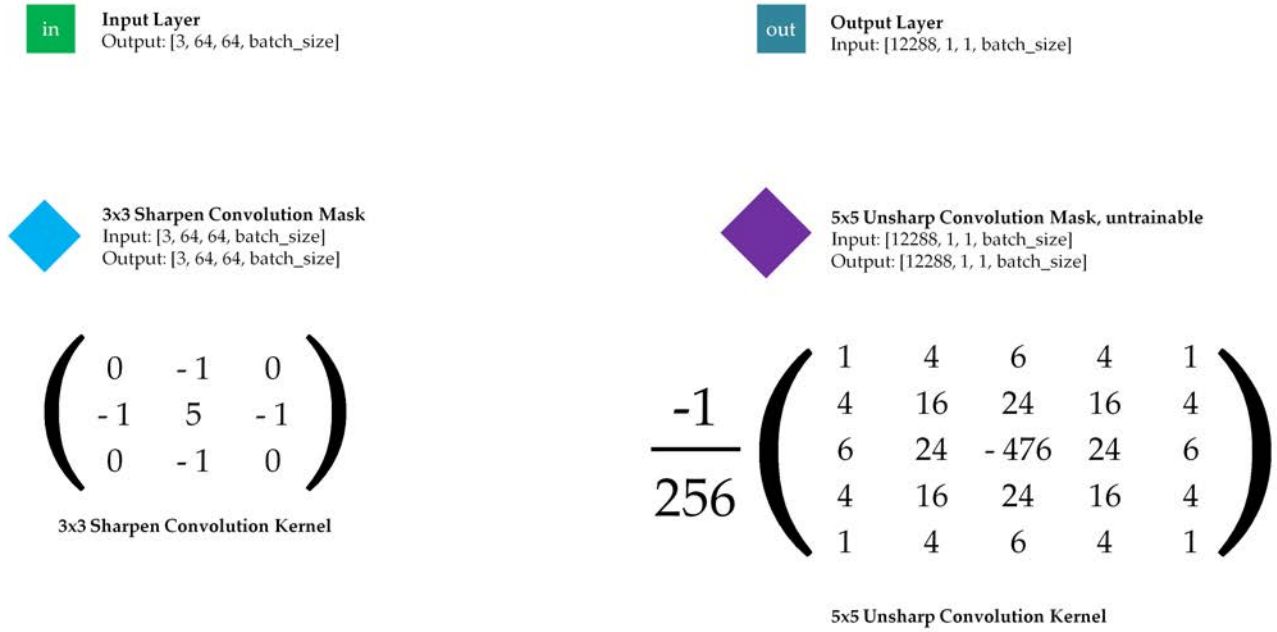 in
Input Layer
Output: [3, 64, 64, batch_size]
out
Output Layer
Input: [12288, 1, 1, batch_size]
3x3 Sharpen Convolution Mask
Input: [3, 64, 64, batch_size]
Output: [3, 64, 64, batch_size]
5x5 Unsharp Convolution Mask, untrainable
Input: [12288, 1, 1, batch_size]
Output: [12288, 1, 1, batch_size]
0 -1 0
-1 5 -1
0 -1 0
3x3 Sharpen Convolution Kernel
-1
256
1 4 6 4 1
4 16 24 16 4
6 24 -476 24 6
4 16 24 16 4
1 4 6 4 1
5x5 Unsharp Convolution Kernel